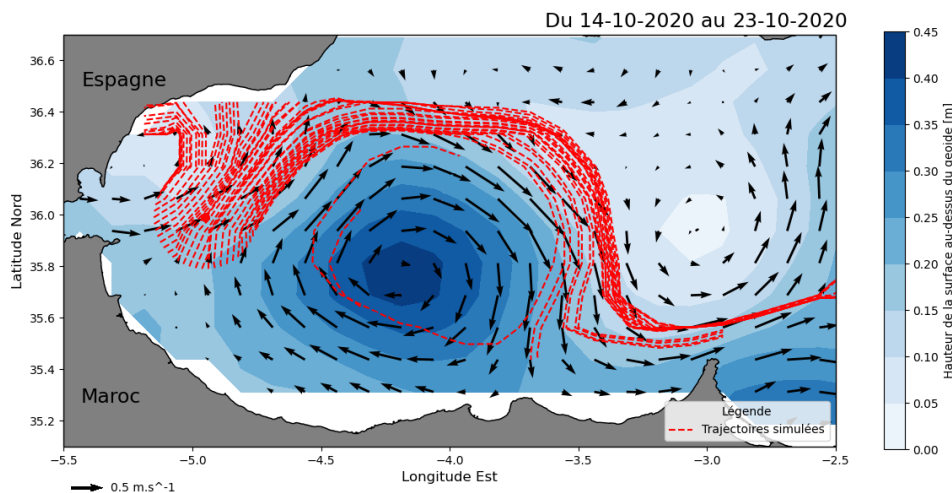 Du 14-10-2020 au 23-10-2020
36.6
36.4
36.2
36.0
35.8
35.6
35.4
35.2
Latitude Nord
Espagne
Maroc
Légende
Trajectoires simulées
-5.5 -5.0 -4.5 -4.0 -3.5 -3.0 -2.5
Longitude Est
0.5 m.s^-1
0.45
0.40
0.35
0.30
0.25
0.20
0.15
0.10
0.05
0.00
Hauteur de la surface au-dessus du geoide [m]